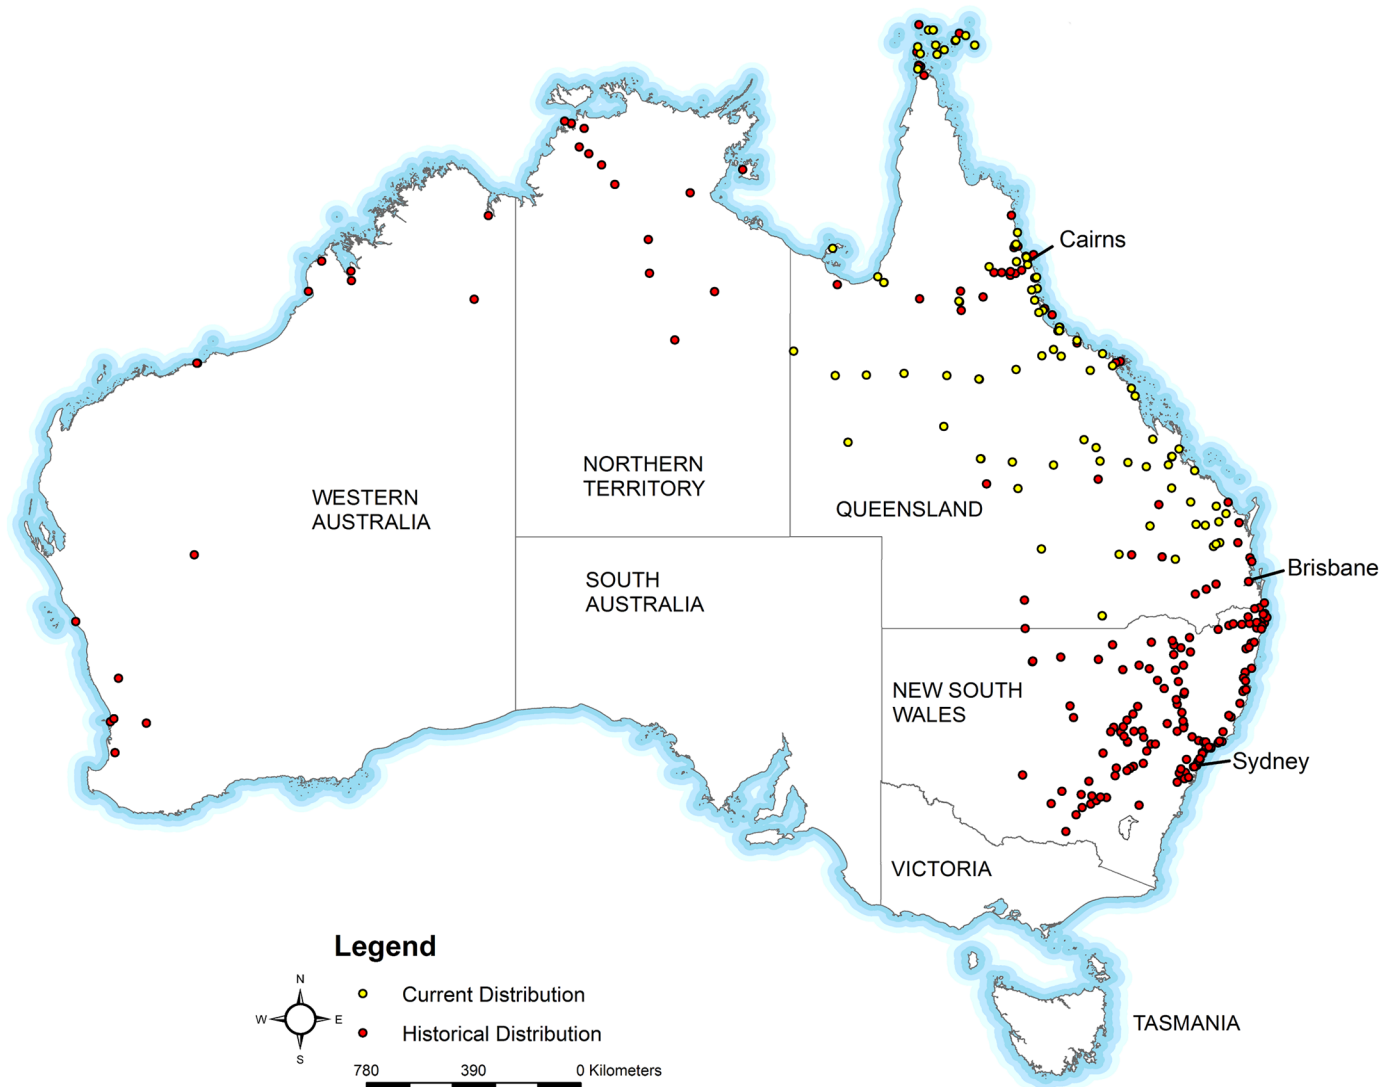 Cairns
NORTHERN
TERRITORY
WESTERN
AUSTRALIA
QUEENSLAND
Brisbane
SOUTH
AUSTRALIA
NEW SOUTH
WALES
Sydney
VICTORIA
Legend
N
W
E
S
Current Distribution
Historical Distribution
TASMANIA
780 390 0 Kilometers